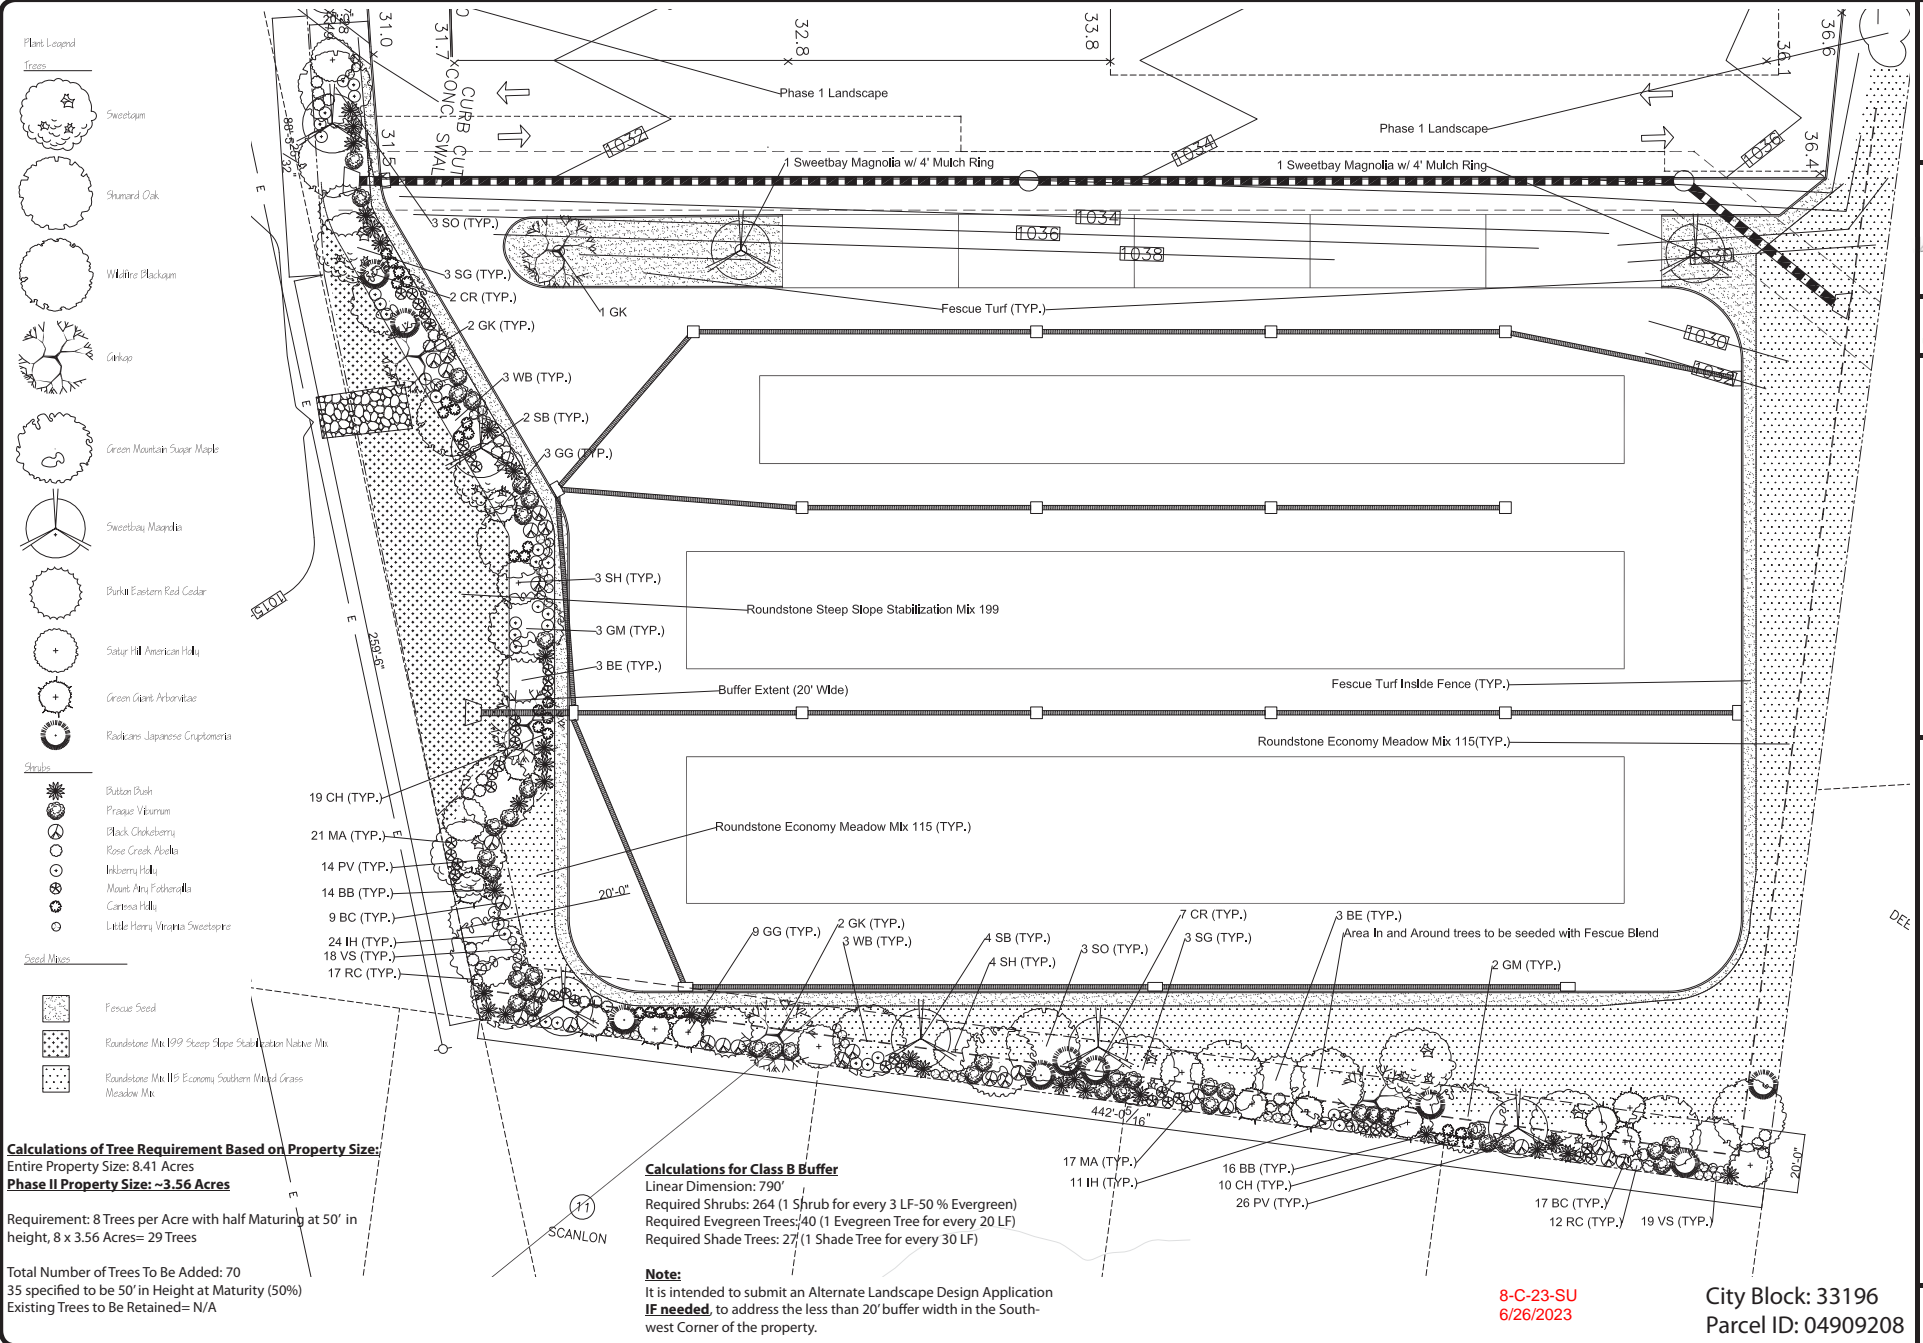 Plant Legend
Trees
Sweetgum
Shumard Oak
Wildfire Blackgum
Ginkgo
Green Mountain Sugar Maple
Sweetbay Magnolia
Burkii Eastern Red Cedar
Satyr Hill American Holly
Green Giant Arborvitae
Radicans Japanese Cryptomeria
Shrubs
Button Bush
Prague Viburnum
Black Chokeberry
Rose Creek Abelia
Inkberry Holly
Mount Airy Fothergilla
Carissa Holly
Little Henry Virginia Sweetspire
Seed Mixes
Fescue Seed
Roundstone Mix 199 Steep Slope Stabilization Native Mix
Roundstone Mix 115 Economy Southern Mixed Grass
Meadow Mix
20'-0"
31.0
31.7
CURB CUT
CONC. SWAL
32.8
33.8
36.1
36.6
36.4
31.5
Phase 1 Landscape
Phase 1 Landscape
1032
1034
1036
1 Sweetbay Magnolia w/ 4' Mulch Ring
1 Sweetbay Magnolia w/ 4' Mulch Ring
3 SO (TYP.)
1034
1036
1038
3 SG (TYP.)
2 CR (TYP.)
1 GK
Fescue Turf (TYP.)
2 GK (TYP.)
1030
3 WB (TYP.)
2 SB (TYP.)
3 GG (TYP.)
3 SH (TYP.)
1015
Roundstone Steep Slope Stabilization Mix 199
3 GM (TYP.)
259'-6"
3 BE (TYP.)
Buffer Extent (20' Wide)
Fescue Turf Inside Fence (TYP.)
Roundstone Economy Meadow Mix 115(TYP.)
19 CH (TYP.)
21 MA (TYP.)
Roundstone Economy Meadow Mix 115 (TYP.)
14 PV (TYP.)
14 BB (TYP.)
20'-0"
9 BC (TYP.)
24 IH (TYP.)
18 VS (TYP.)
17 RC (TYP.)
E
E
E
E
E
E
9 GG (TYP.)
2 GK (TYP.)
3 WB (TYP.)
4 SB (TYP.)
4 SH (TYP.)
3 SO (TYP.)
7 CR (TYP.)
3 SG (TYP.)
3 BE (TYP.)
Area In and Around trees to be seeded with Fescue Blend
2 GM (TYP.)
442'-0 5/16"
20'-0"
17 MA (TYP.)
11 IH (TYP.)
16 BB (TYP.)
10 CH (TYP.)
26 PV (TYP.)
17 BC (TYP.)
12 RC (TYP.)
19 VS (TYP.)
11
SCANLON
Calculations of Tree Requirement Based on Property Size:
Entire Property Size: 8.41 Acres
Phase II Property Size: ~3.56 Acres
Requirement: 8 Trees per Acre with half Maturing at 50' in
height, 8 x 3.56 Acres= 29 Trees
Total Number of Trees To Be Added: 70
35 specified to be 50' in Height at Maturity (50%)
Existing Trees to Be Retained= N/A
Calculations for Class B Buffer
Linear Dimension: 790'
Required Shrubs: 264 (1 Shrub for every 3 LF-50 % Evergreen)
Required Evegreen Trees: 40 (1 Evegreen Tree for every 20 LF)
Required Shade Trees: 27 (1 Shade Tree for every 30 LF)
Note:
It is intended to submit an Alternate Landscape Design Application
IF needed, to address the less than 20' buffer width in the South-
west Corner of the property.
8-C-23-SU
6/26/2023
City Block: 33196
Parcel ID: 04909208